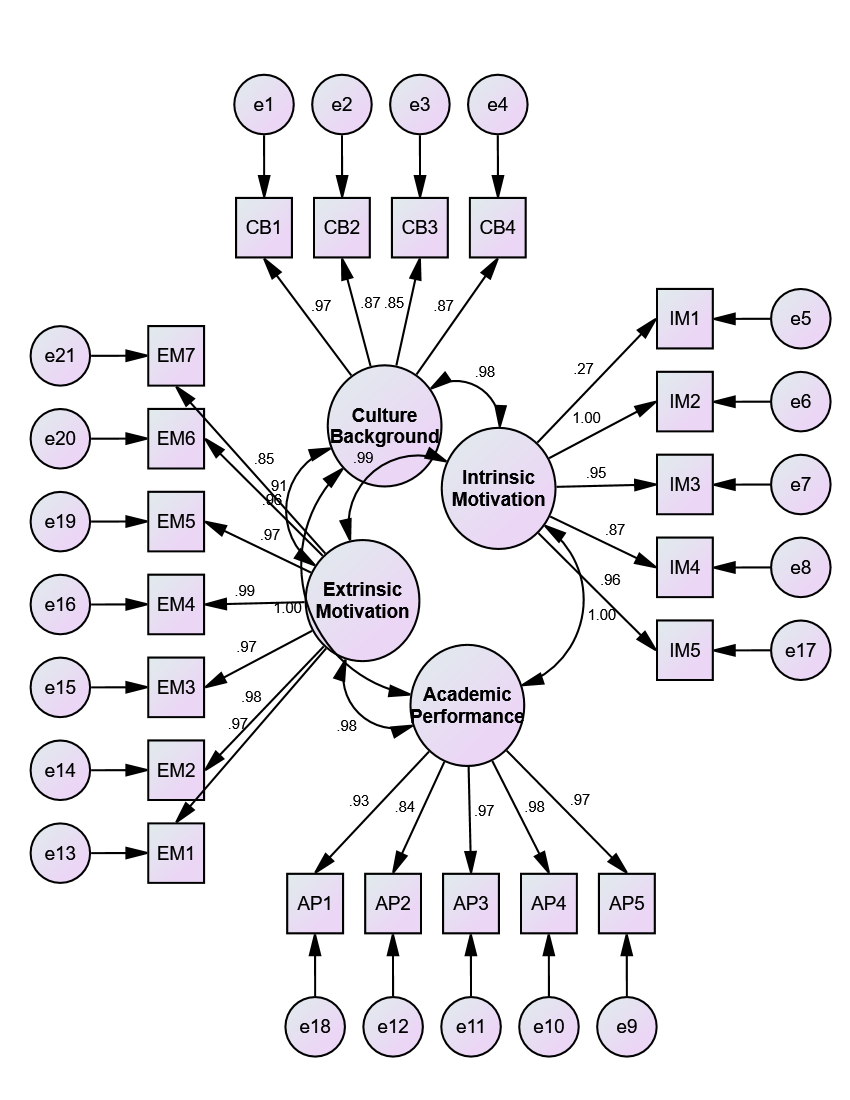 e1 e2 e3 e4
CB1 CB2 CB3 CB4
.97 .87 .85 .87
e21 EM7
e20 EM6
e19 EM5
e16 EM4
e15 EM3
e14 EM2
e13 EM1
.85
.91
.96
.97
.99
1.00
.97
.98
.97
Culture
Background
.98
.99
Intrinsic
Motivation
.27
1.00
.95
.87
.96
1.00
IM1 e5
IM2 e6
IM3 e7
IM4 e8
IM5 e17
Extrinsic
Motivation
Academic
Performance
.98
.93 .84 .97 .98 .97
AP1 AP2 AP3 AP4 AP5
e18 e12 e11 e10 e9